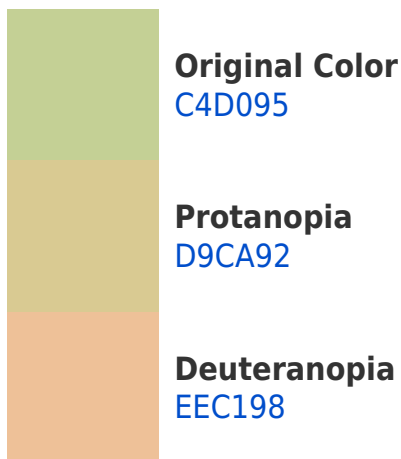 Original Color
C4D095
Protanopia
D9CA92
Deuteranopia
EEC198